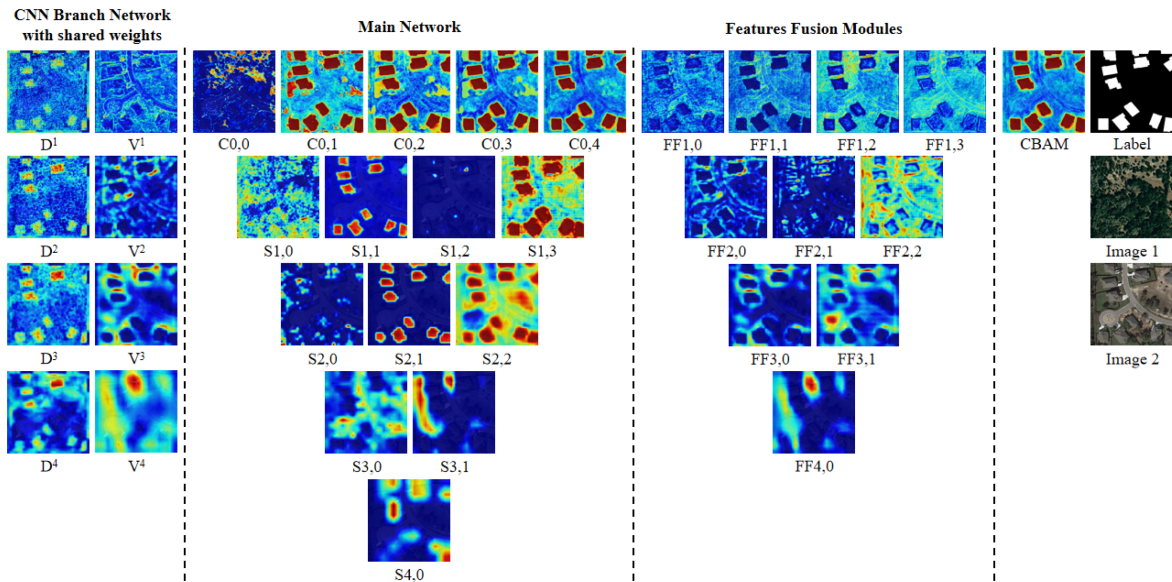 CNN Branch Network
with shared weights
Main Network
Features Fusion Modules
D¹ V¹ C0,0 C0,1 C0,2 C0,3 C0,4 FF1,0 FF1,1 FF1,2 FF1,3 CBAM Label
D² V² S1,0 S1,1 S1,2 S1,3 FF2,0 FF2,1 FF2,2 Image 1
D³ V³ S2,0 S2,1 S2,2 FF3,0 FF3,1 Image 2
D⁴ V⁴ S3,0 S3,1 FF4,0
S4,0